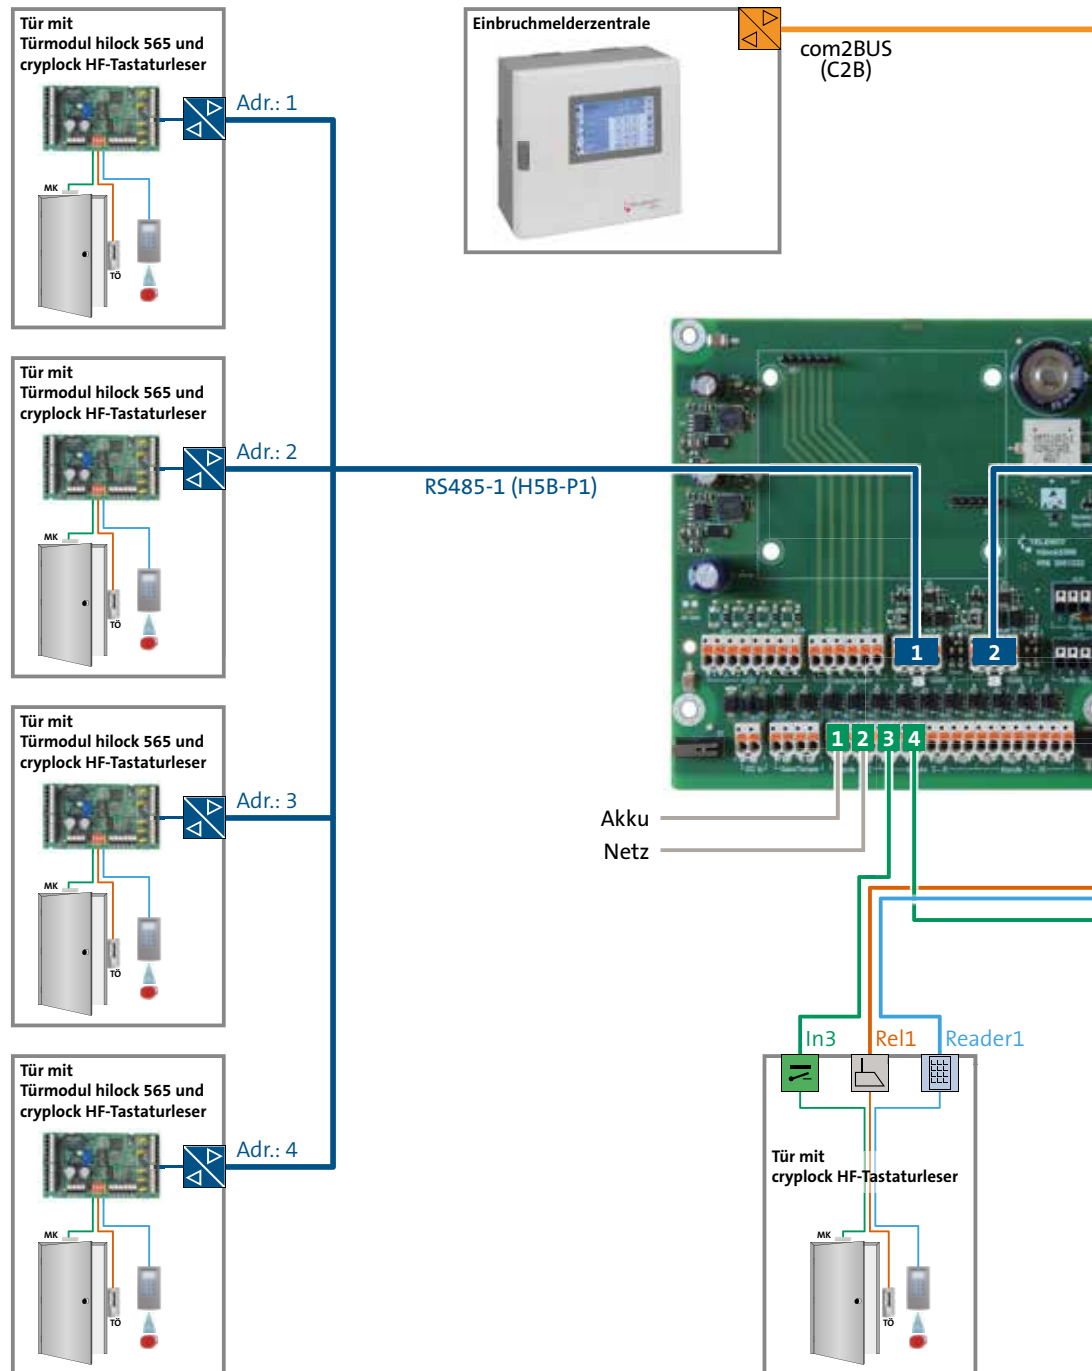 Tür mit
Türmodul hilock 565 und
cryplock HF-Tastaturleser
Adr.: 1
MK
TÖ
Einbruchmelderzentrale
com2BUS
(C2B)
Tür mit
Türmodul hilock 565 und
cryplock HF-Tastaturleser
Adr.: 2
MK
TÖ
RS485-1 (H5B-P1)
1
2
Tür mit
Türmodul hilock 565 und
cryplock HF-Tastaturleser
Adr.: 3
MK
TÖ
1 2 3 4
Akku
Netz
Tür mit
Türmodul hilock 565 und
cryplock HF-Tastaturleser
Adr.: 4
MK
TÖ
In3
Rel1
Reader1
Tür mit
cryplock HF-Tastaturleser
MK
TÖ